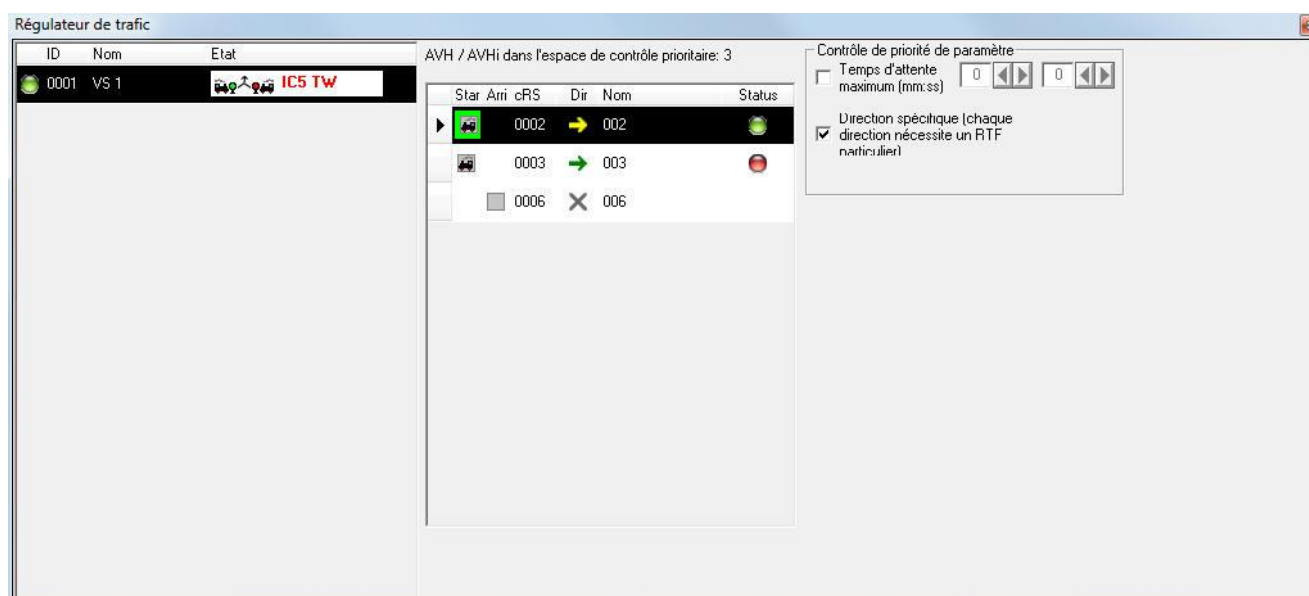 Régulateur de trafic
ID Nom Etat
0001 VS 1 IC5 TW
AVH / AVHi dans l'espace de contrôle prioritaire: 3
Star Arri cRS Dir Nom Status
0002 002
0003 003
0006 006
Contrôle de priorité de paramètre
Temps d'attente
maximum (mm:ss)
0 0
Direction spécifique (chaque
direction nécessite un RTF
particulier)